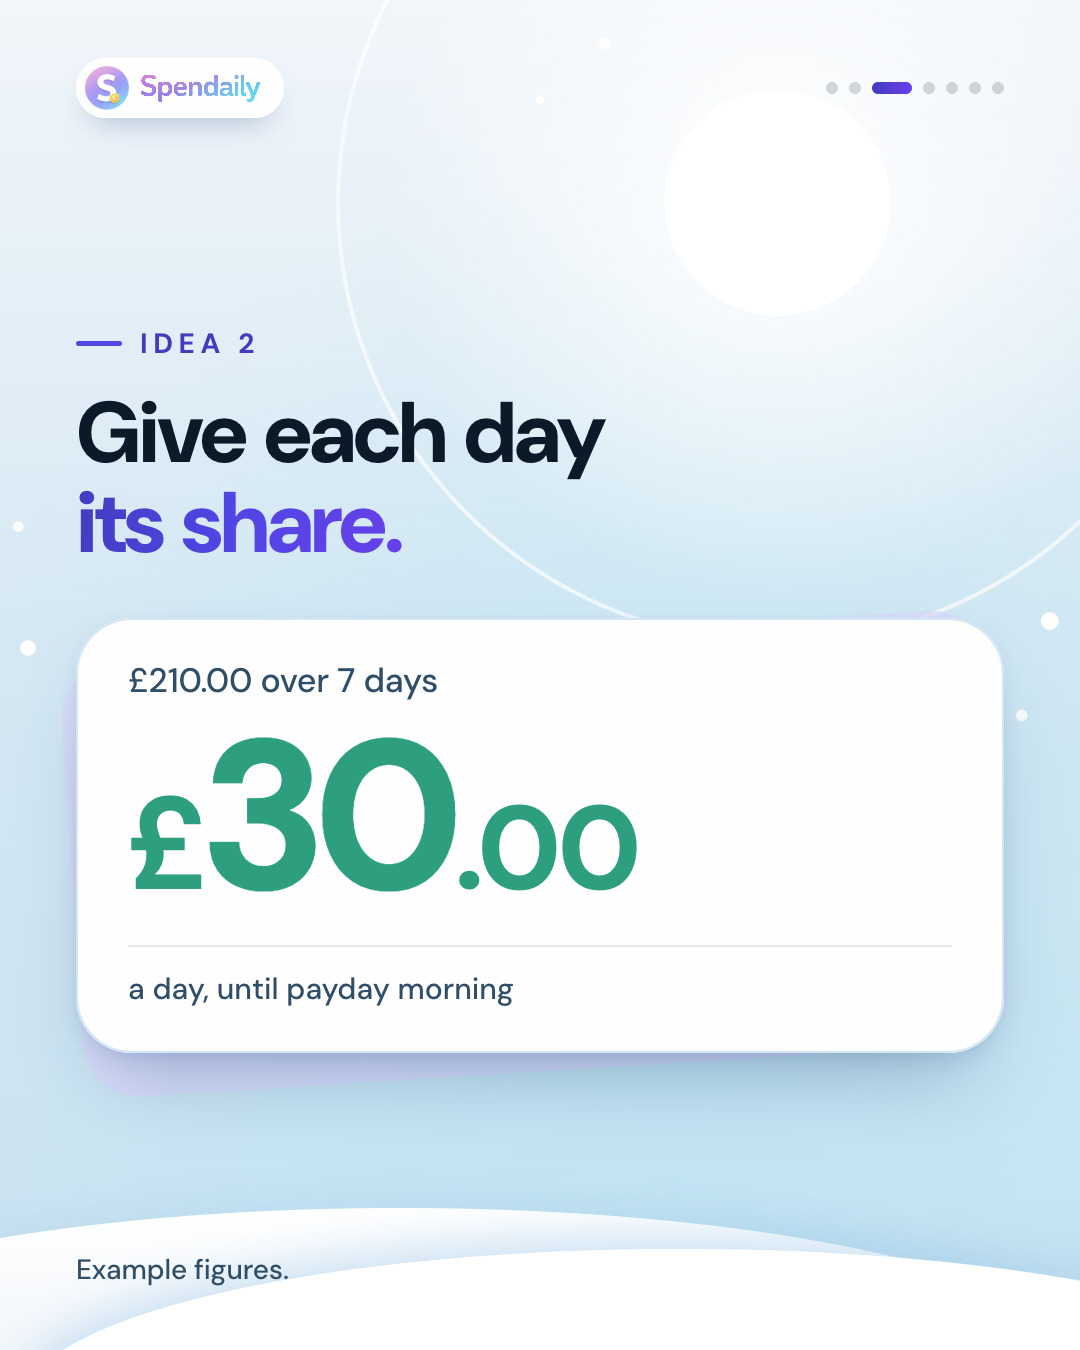 Spendaily
IDEA 2
Give each day
its share.
£210.00 over 7 days
£30.00
a day, until payday morning
Example figures.